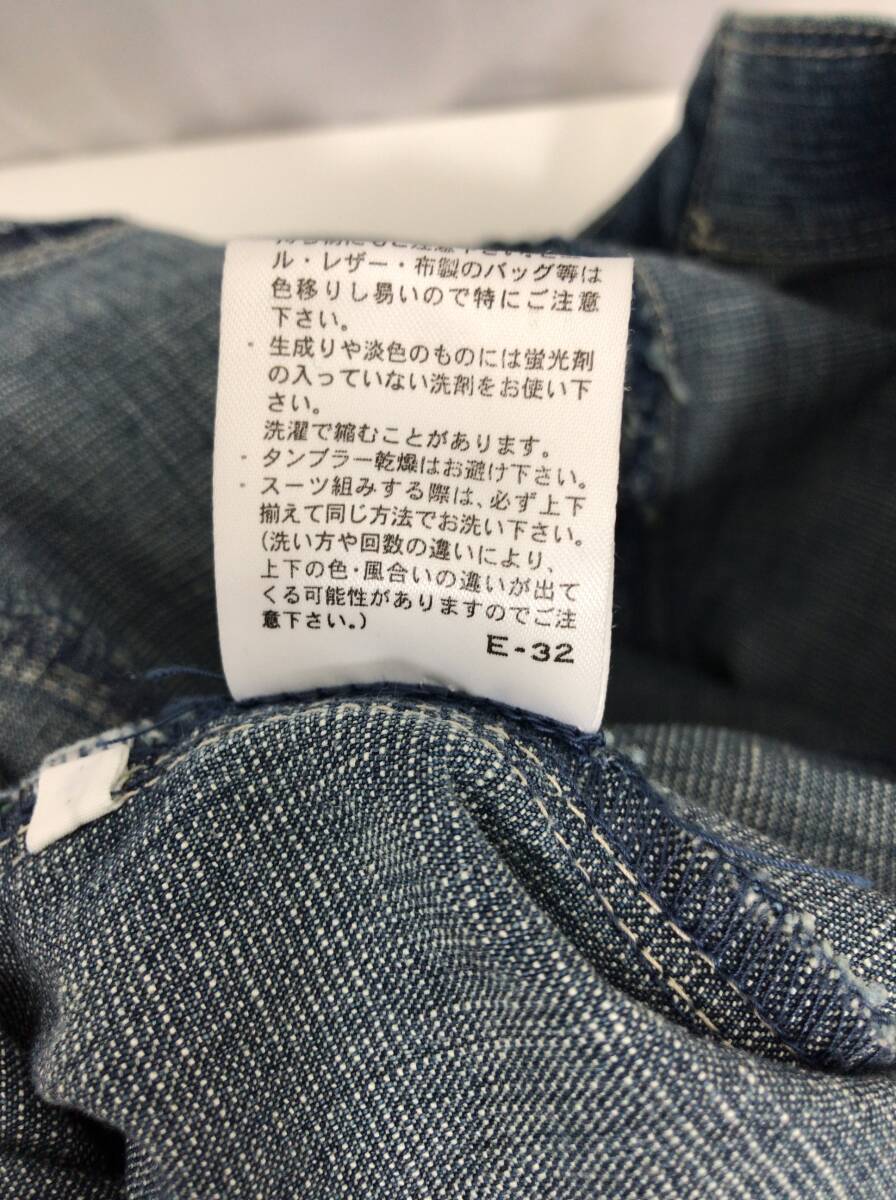 ル・レザー・布製のバッグ等は
色移りし易いので特にご注意
下さい。
・生成りや淡色のものには蛍光剤
の入っていない洗剤をお使い下
さい。
洗濯で縮むことがあります。
・タンブラー乾燥はお避け下さい。
・スーツ組みする際は、必ず上下
揃えて同じ方法でお洗い下さい。
(洗い方や回数の違いにより、
上下の色・風合いの違いが出て
くる可能性がありますのでご注
意下さい。)
E-32